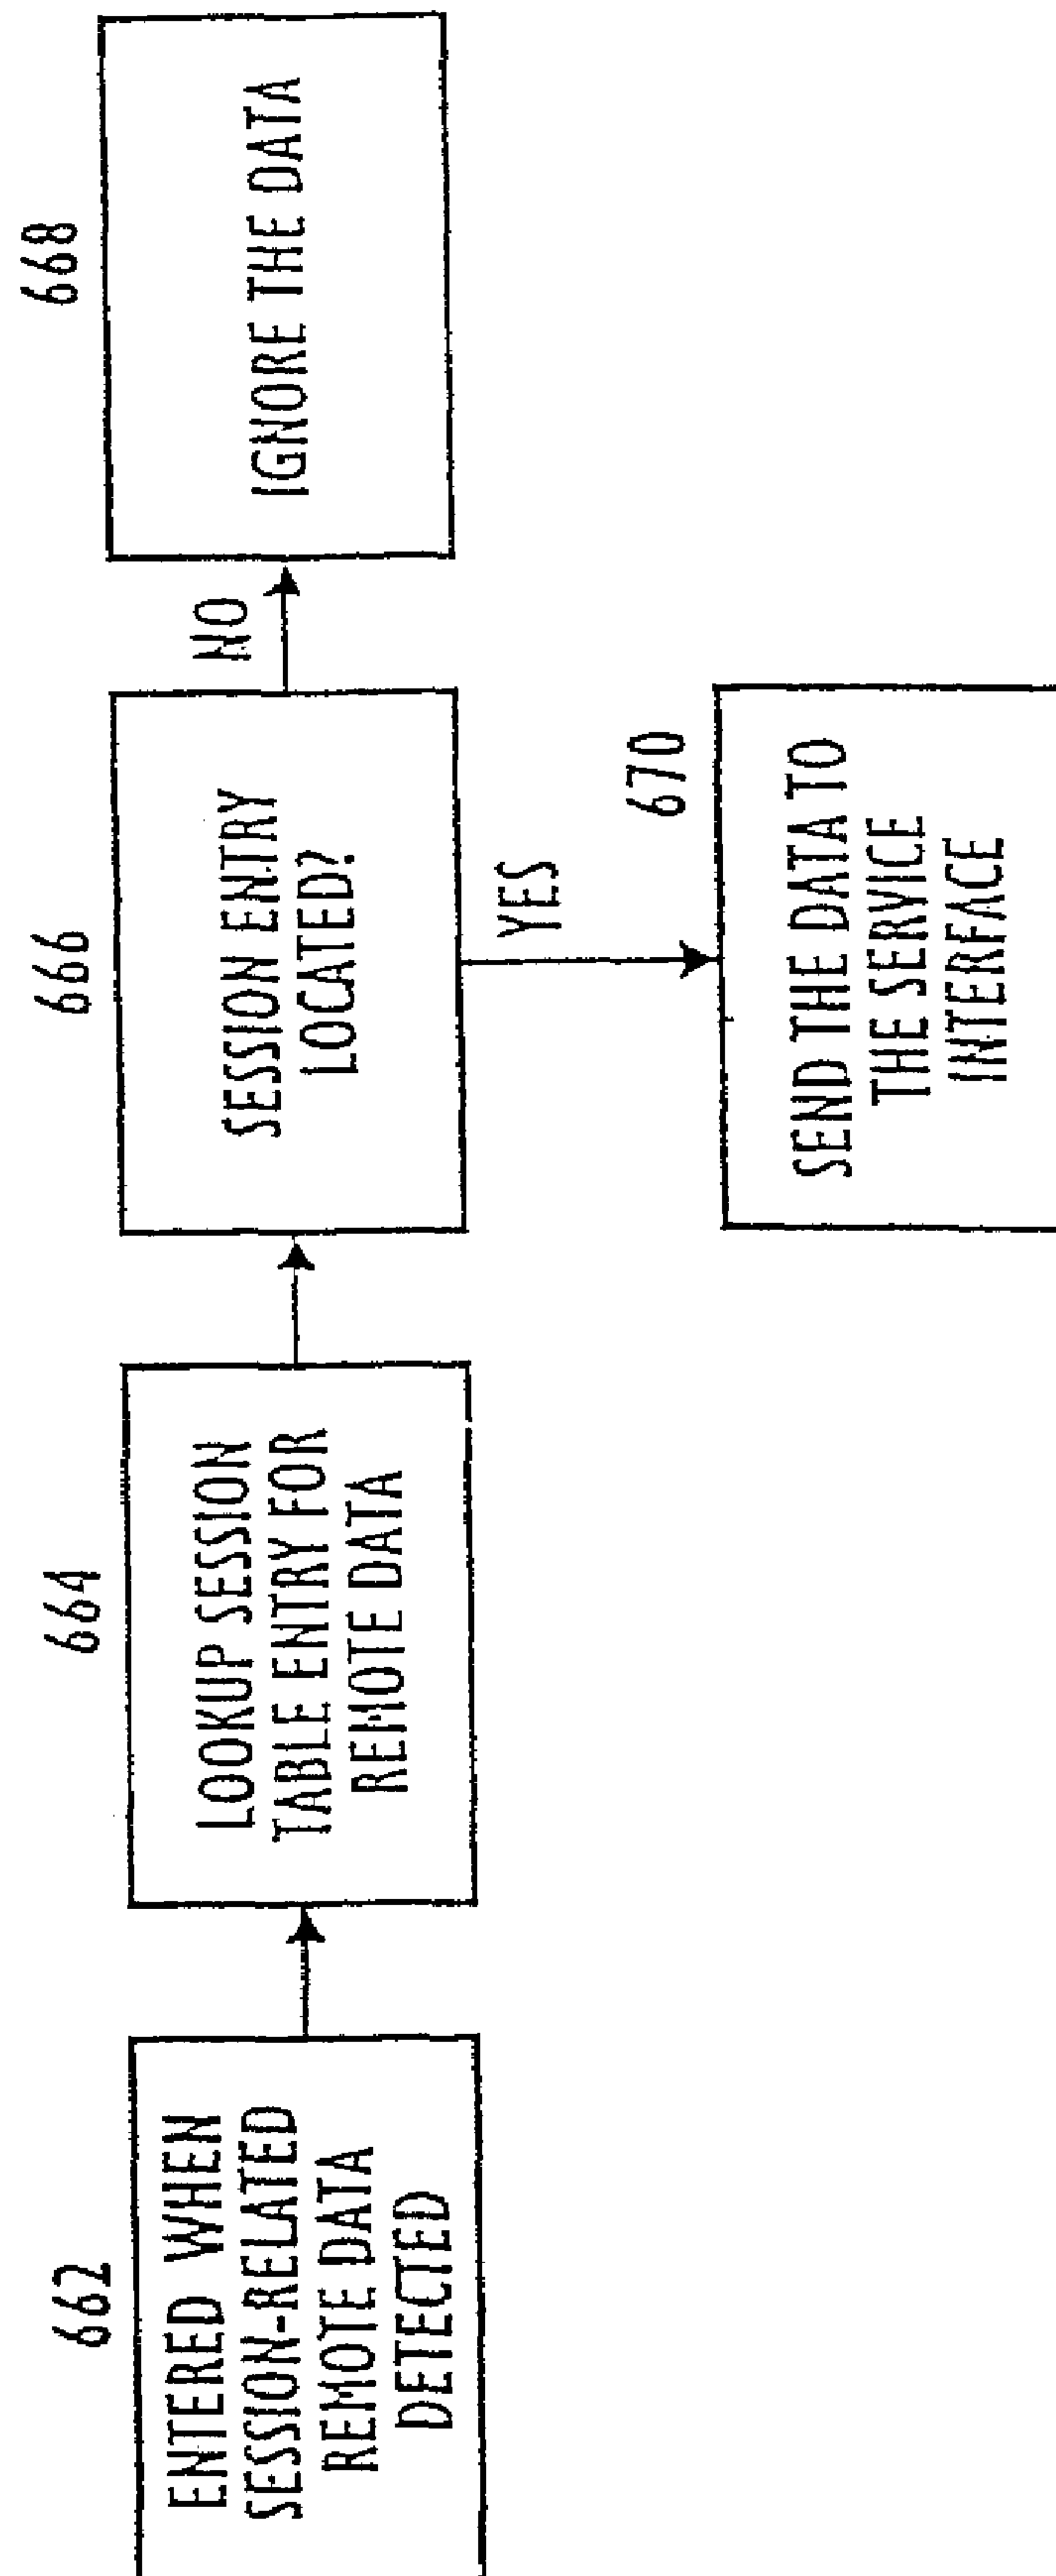 662
ENTERED WHEN
SESSION-RELATED
REMOTE DATA
DETECTED
664
LOOKUP SESSION
TABLE ENTRY FOR
REMOTE DATA
666
SESSION ENTRY
LOCATED?
NO
668
IGNORE THE DATA
YES
670
SEND THE DATA TO
THE SERVICE
INTERFACE